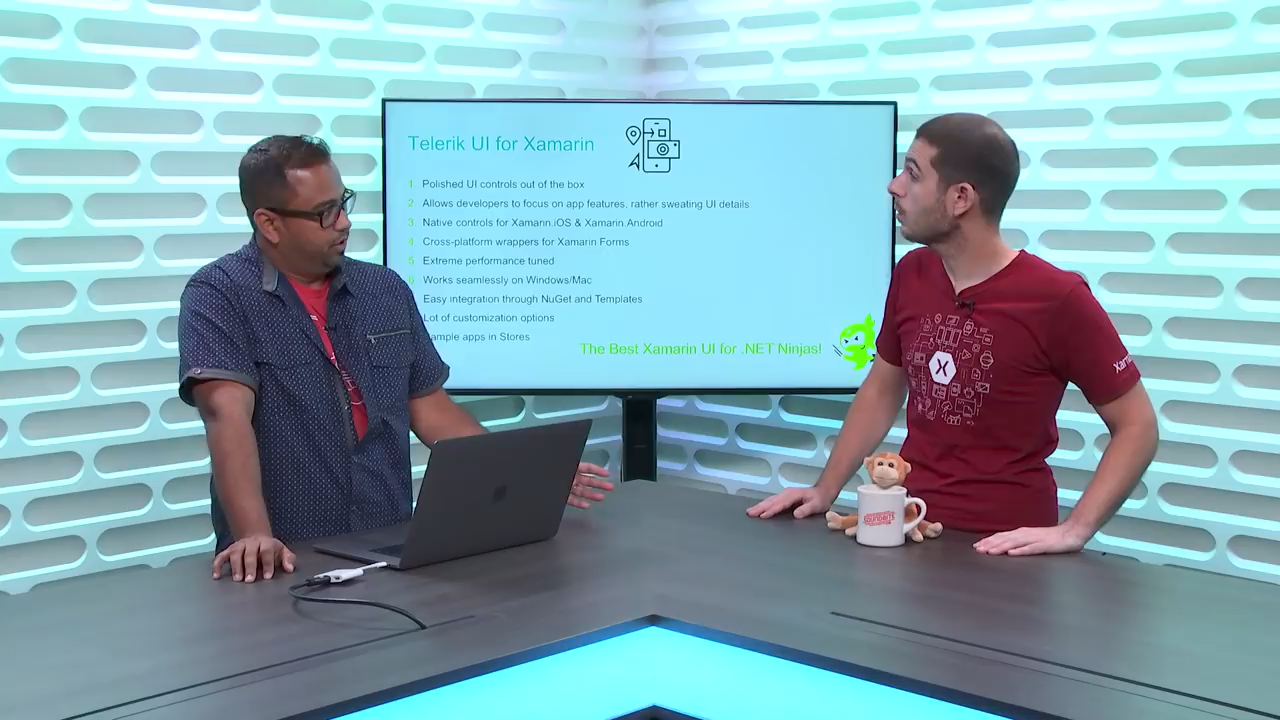 Telerik UI for Xamarin
1 Polished UI controls out of the box
2 Allows developers to focus on app features, rather sweating UI details
3 Native controls for Xamarin.iOS & Xamarin.Android
4 Cross-platform wrappers for Xamarin Forms
5 Extreme performance tuned
6 Works seamlessly on Windows/Mac
Easy integration through NuGet and Templates
Lot of customization options
ample apps in Stores
The Best Xamarin UI for .NET Ninjas!
X
Xam